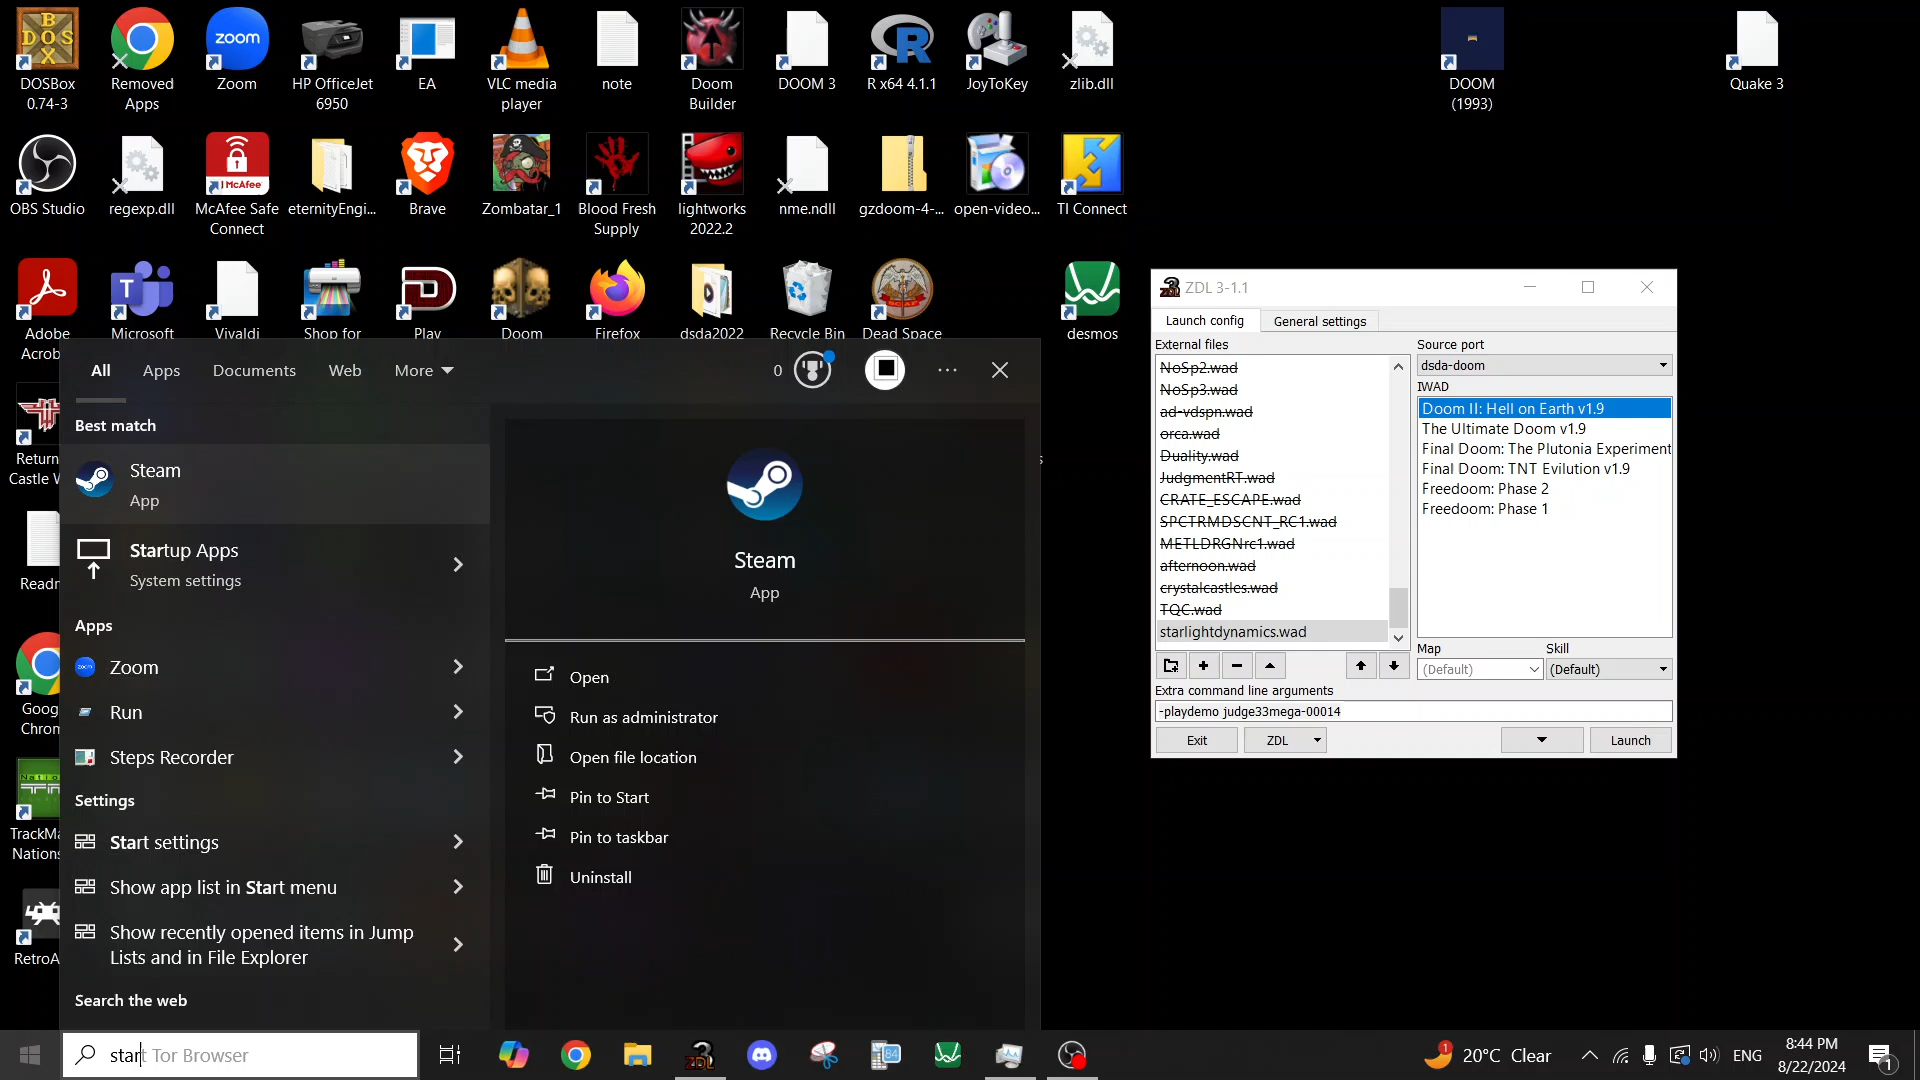 DOSBox
0.74-3
Removed
Apps
Zoom
HP OfficeJet
6950
EA
VLC media
player
note
Doom
Builder
DOOM 3
R x64 4.1.1
JoyToKey
zlib.dll
DOOM
(1993)
Quake 3
OBS Studio
regexp.dll
McAfee Safe
Connect
eternityEngi...
Brave
Zombatar_1
Blood Fresh
Supply
lightworks
2022.2
nme.ndll
gzdoom-4-...
open-video...
TI Connect
Adobe
Acrob
Microsoft
Vivaldi
Shop for
Play
Doom
Firefox
dsda2022
Recycle Bin
Dead Space
desmos
Return
Castle W
Readn
Goog
Chron
TrackMa
Nations
RetroA
All
Apps
Documents
Web
More
0
Best match
Steam
App
Startup Apps
System settings
Apps
Zoom
Run
Steps Recorder
Settings
Start settings
Show app list in Start menu
Show recently opened items in Jump
Lists and in File Explorer
Search the web
Steam
App
Open
Run as administrator
Open file location
Pin to Start
Pin to taskbar
Uninstall
ZDL 3-1.1
Launch config
General settings
External files
NoSp2.wad
NoSp3.wad
ad-vdspn.wad
orca.wad
Duality.wad
JudgmentRT.wad
CRATE_ESCAPE.wad
SPCTRMDSCNT_RC1.wad
METLDRGNrc1.wad
afternoon.wad
crystalcastles.wad
TQC.wad
starlightdynamics.wad
Source port
dsda-doom
IWAD
Doom II: Hell on Earth v1.9
The Ultimate Doom v1.9
Final Doom: The Plutonia Experiment
Final Doom: TNT Evilution v1.9
Freedoom: Phase 2
Freedoom: Phase 1
Map
Skill
(Default)
(Default)
Extra command line arguments
-playdemo judge33mega-00014
Exit
ZDL
Launch
start Tor Browser
20°C Clear
ENG
8:44 PM
8/22/2024
1